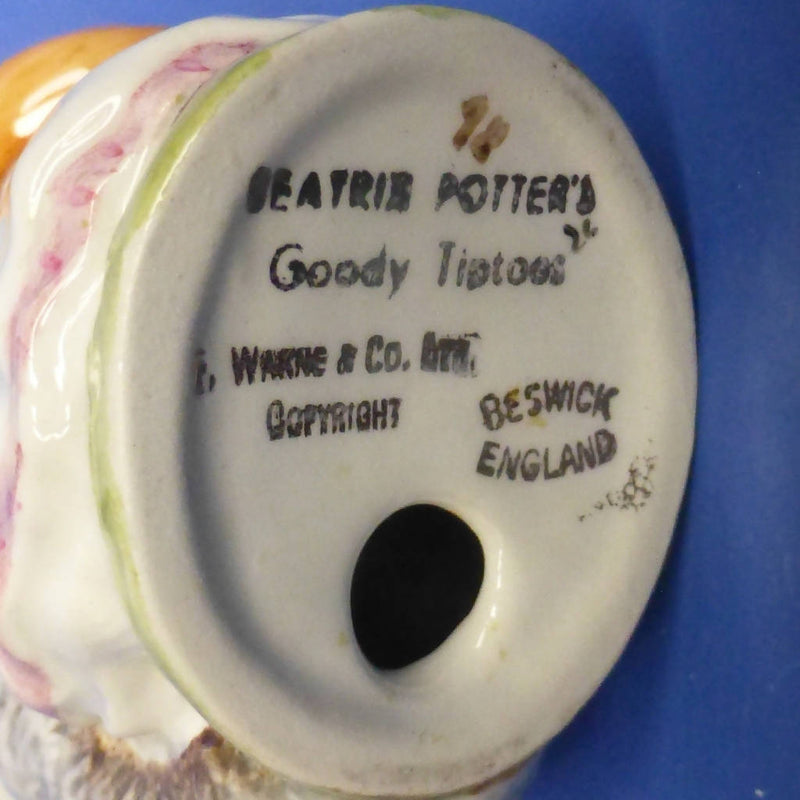 BEATRIX POTTER'S
Goody Tiptoes
F. WARNE & Co. LTD.
COPYRIGHT
BESWICK
ENGLAND